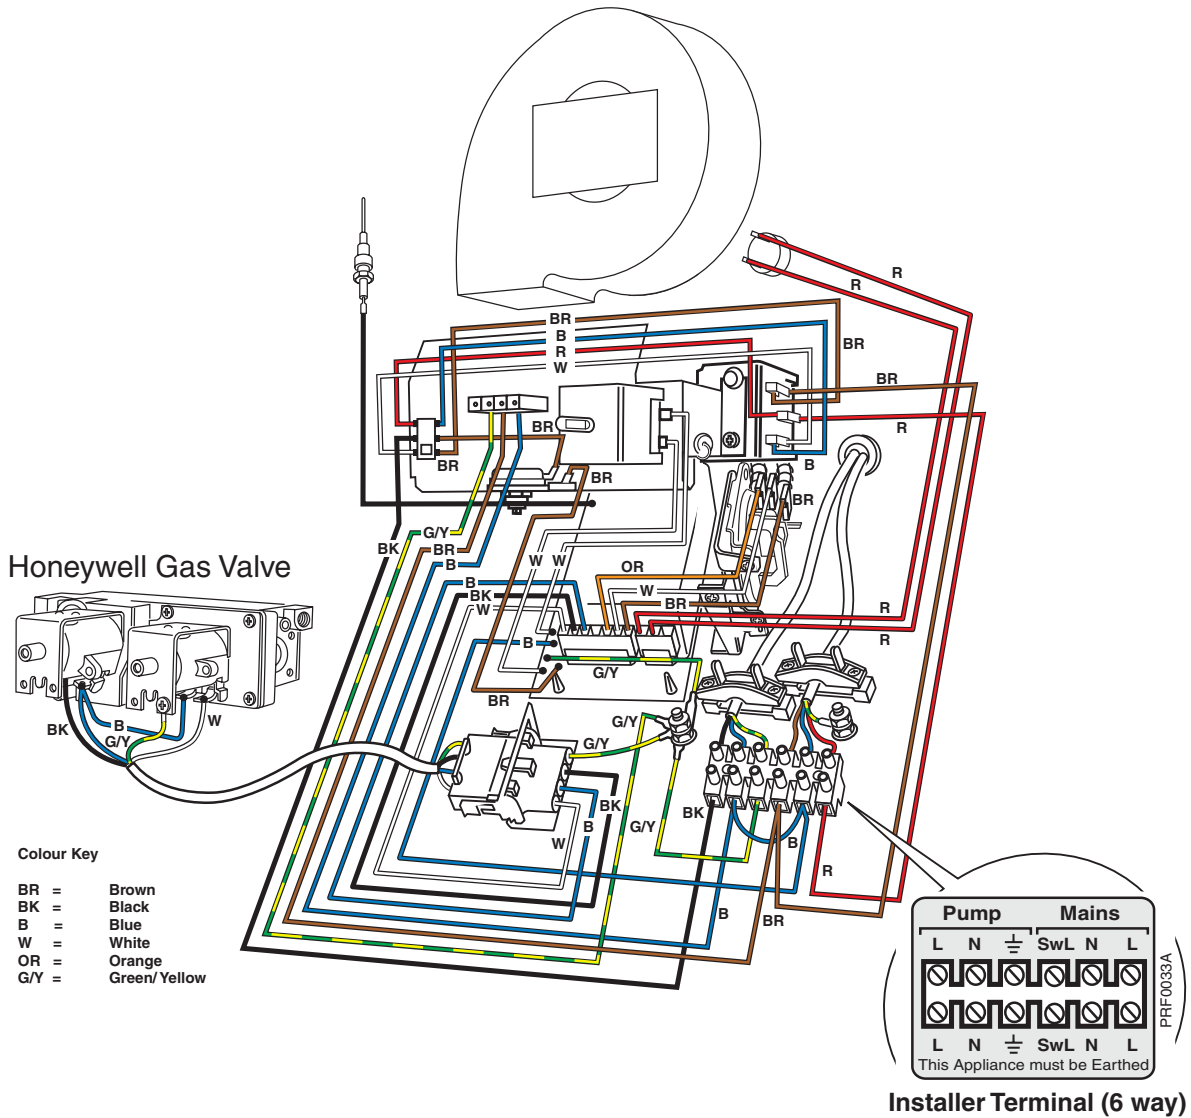 R
R
BR
B
R
W
BR
BR
R
BR
BR
BR
B
BR
G/Y
BK
BR
B
W W
Honeywell Gas Valve
OR
B
BK
W
W
BR
R
R
B
G/Y
BR
BK
B
G/Y
W
G/Y
G/Y
BK
B
W
G/Y
BK
B
R
B
BR
Colour Key
BR = Brown
BK = Black
B = Blue
W = White
OR = Orange
G/Y = Green/Yellow
Pump Mains
L N SwL N L
L N SwL N L
This Appliance must be Earthed
PRF0033A
Installer Terminal (6 way)